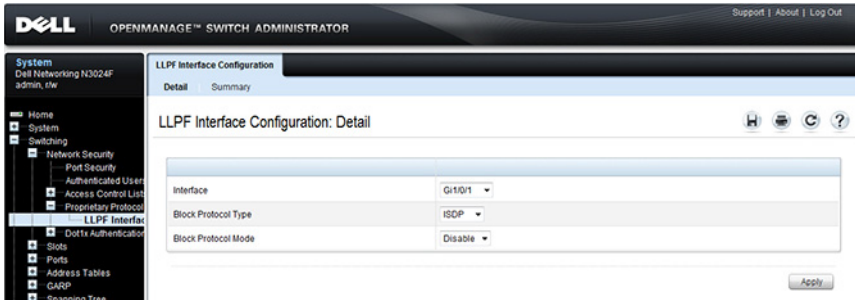 Support | About | Log Out
DELL OPENMANAGE™ SWITCH ADMINISTRATOR
System
Dell Networking N3024F
admin, r/w
Home
System
Switching
Network Security
Port Security
Authenticated Users
Access Control List
Proprietary Protocol
LLPF Interfac
Dot1x Authentication
Slots
Ports
Address Tables
GARP
Spanning Tree
LLPF Interface Configuration
Detail Summary
LLPF Interface Configuration: Detail
Interface Gi1/0/1
Block Protocol Type ISDP
Block Protocol Mode Disable
Apply